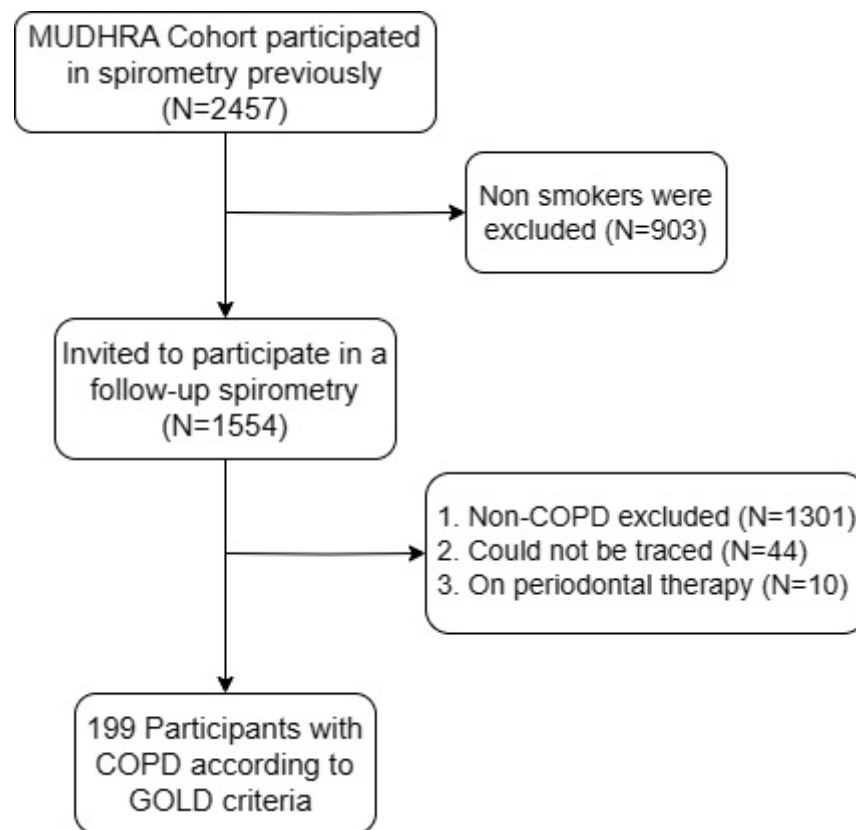 MUDHRA Cohort participated
in spirometry previously
(N=2457)
Non smokers were
excluded (N=903)
Invited to participate in a
follow-up spirometry
(N=1554)
1. Non-COPD excluded (N=1301)
2. Could not be traced (N=44)
3. On periodontal therapy (N=10)
199 Participants with
COPD according to
GOLD criteria